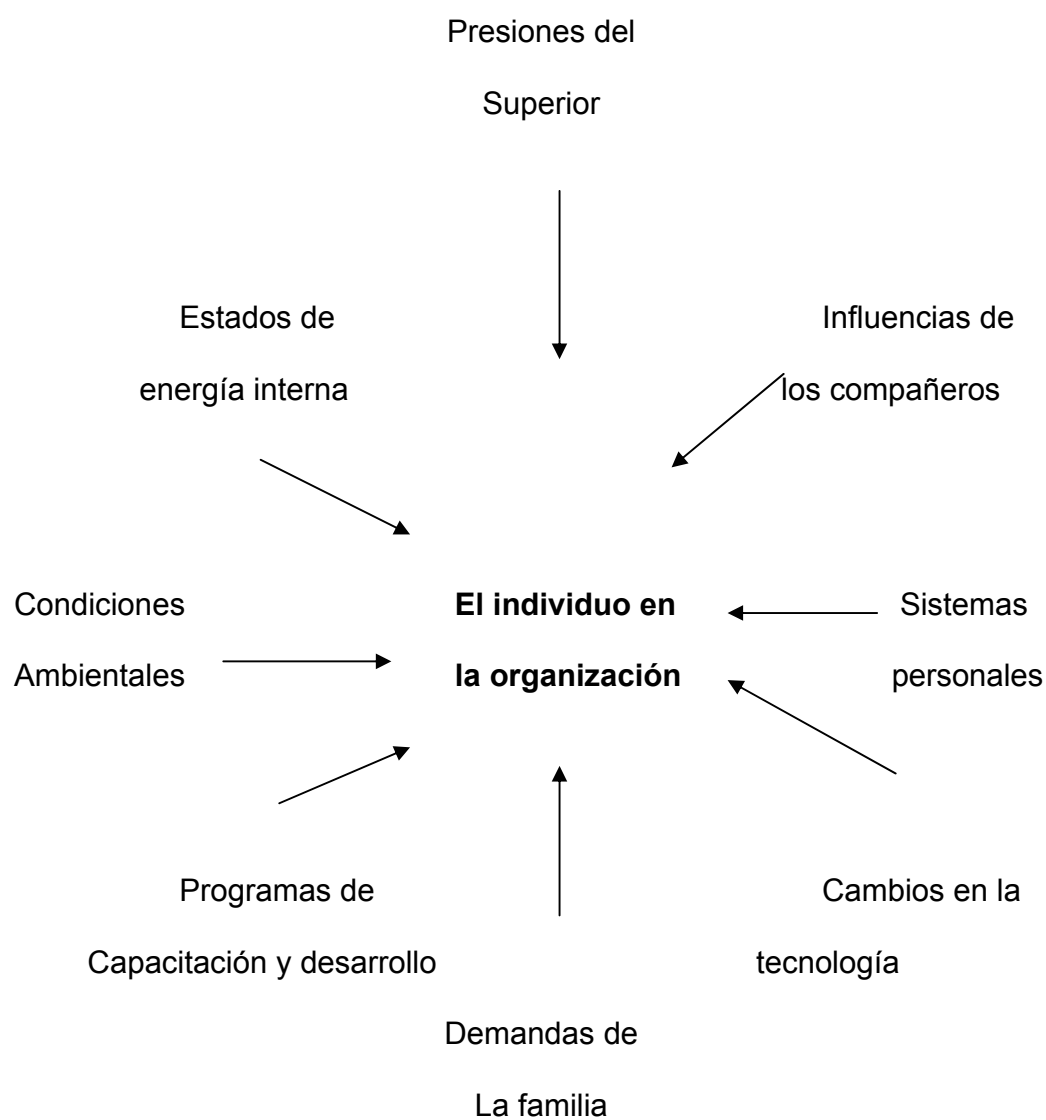 Presiones del
Superior
Estados de
energía interna
Influencias de
los compañeros
Condiciones
Ambientales
El individuo en
la organización
Sistemas
personales
Programas de
Capacitación y desarrollo
Cambios en la
tecnología
Demandas de
La familia